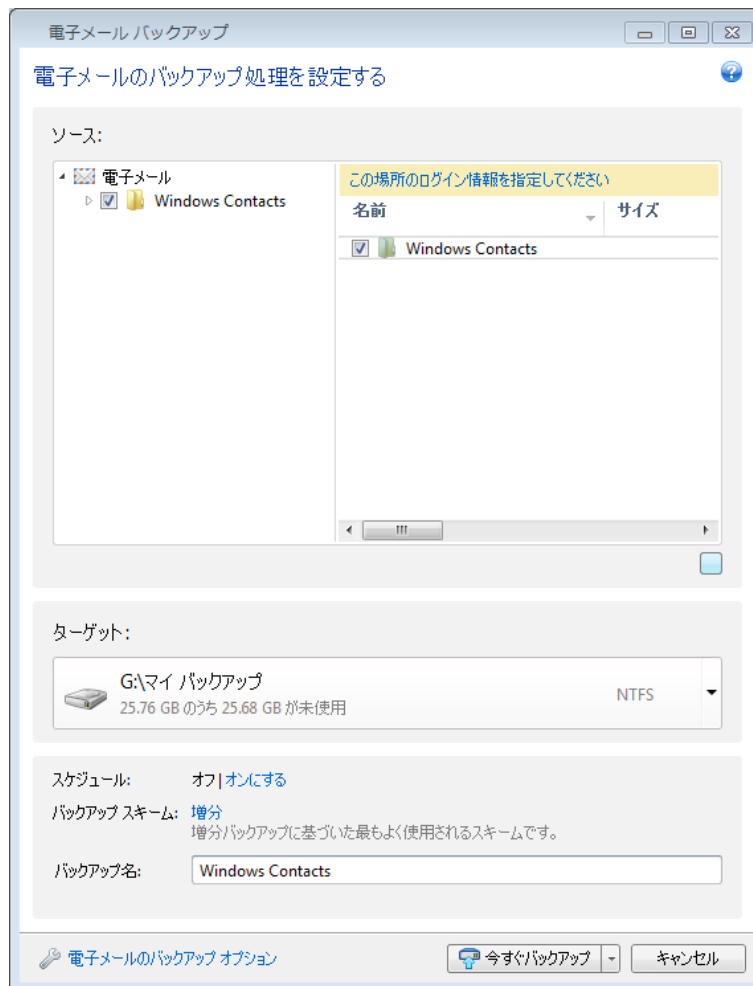 電子メール バックアップ
電子メールのバックアップ処理を設定する
ソース:
電子メール
Windows Contacts
この場所のログイン情報を指定してください
名前 サイズ
Windows Contacts
ターゲット:
G:\マイ バックアップ
25.76 GB のうち 25.68 GB が未使用
NTFS
スケジュール: オフ|オンにする
バックアップ スキーム: 増分
増分バックアップに基づいた最もよく使用されるスキームです。
バックアップ名: Windows Contacts
電子メールのバックアップ オプション 今すぐバックアップ キャンセル